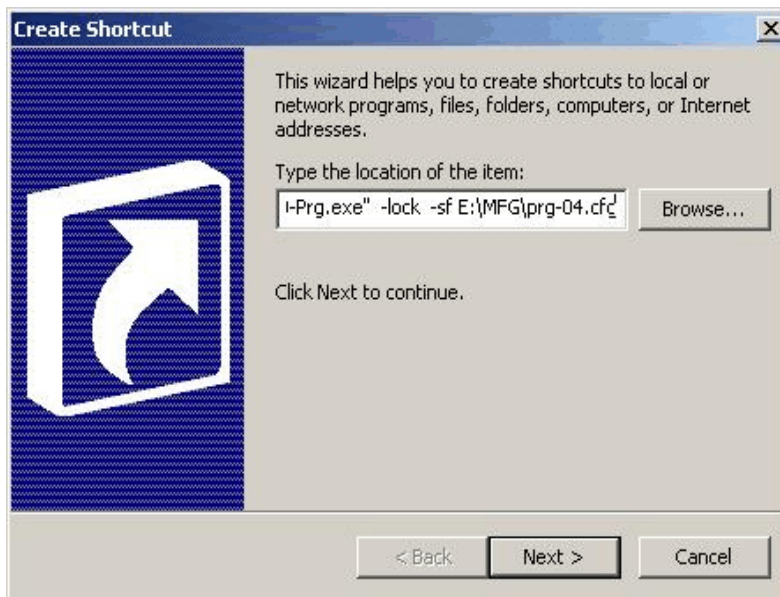 Create Shortcut
This wizard helps you to create shortcuts to local or
network programs, files, folders, computers, or Internet
addresses.
Type the location of the item:
-Prg.exe" -lock -sf E:\MFG\prg-04.cfg
Browse...
Click Next to continue.
< Back
Next >
Cancel